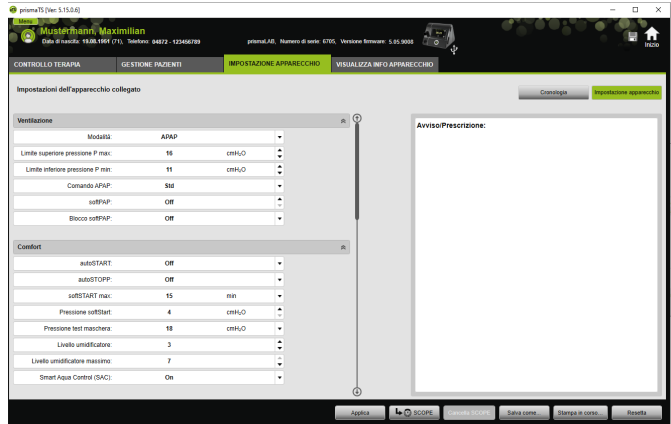 prismaTS [Ver: 5.15.0.6]
Menu
Mustermann, Maximilian
Data di nascita: 19.08.1951 (71), Telefono: 04872 - 123456789
prismaLAB, Numero di serie: 6705, Versione firmware: 5.05.9008
Inizio
CONTROLLO TERAPIA GESTIONE PAZIENTI IMPOSTAZIONE APPARECCHIO VISUALIZZA INFO APPARECCHIO
Impostazioni dell'apparecchio collegato
Cronologia Impostazione apparecchio
Ventilazione
Modalità: APAP
Limite superiore pressione P max: 16 cmH₂O
Limite inferiore pressione P min: 11 cmH₂O
Comando APAP: Std
softPAP: Off
Blocco softPAP: Off
Comfort
autoSTART: Off
autoSTOPP: Off
softSTART max: 15 min
Pressione softStart: 4 cmH₂O
Pressione test maschera: 18 cmH₂O
Livello umidificatore: 3
Livello umidificatore massimo: 7
Smart Aqua Control (SAC): On
Avviso/Prescrizione:
Applica SCOPE Cancella SCOPE Salva come... Stampa in corso... Resetta